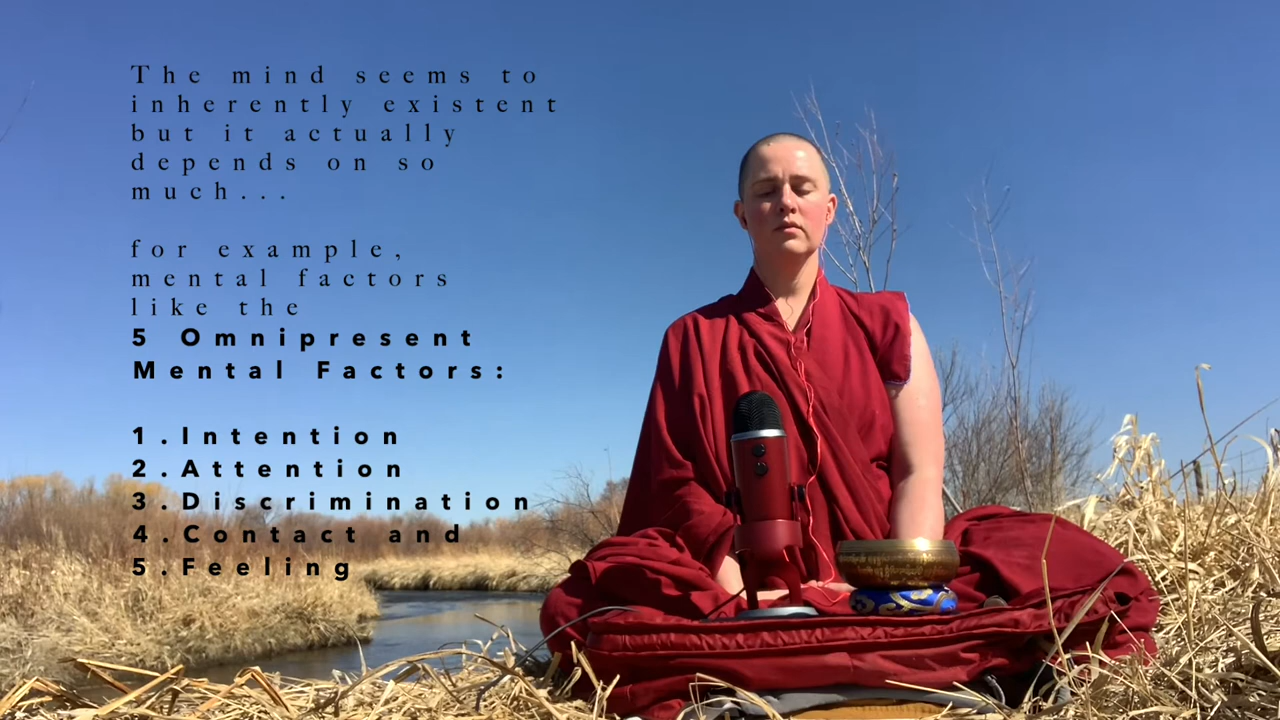 The mind seems to
inherently existent
but it actually
depends on so
much...
for example,
mental factors
like the
5 Omnipresent
Mental Factors:
1.Intention
2.Attention
3.Discrimination
4.Contact and
5.Feeling